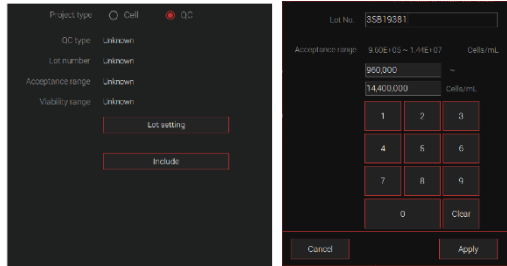 Project type Cell QC
QC type Unknown
Lot number Unknown
Acceptance range Unknown
Viability range Unknown
Lot setting
Include
Lot No. 3SB19381
Acceptance range 9.60E+05 ~ 1.44E+07 Cells/mL
960,000 ~
14,400,000 Cells/mL
1 2 3
4 5 6
7 8 9
0 Clear
Cancel Apply